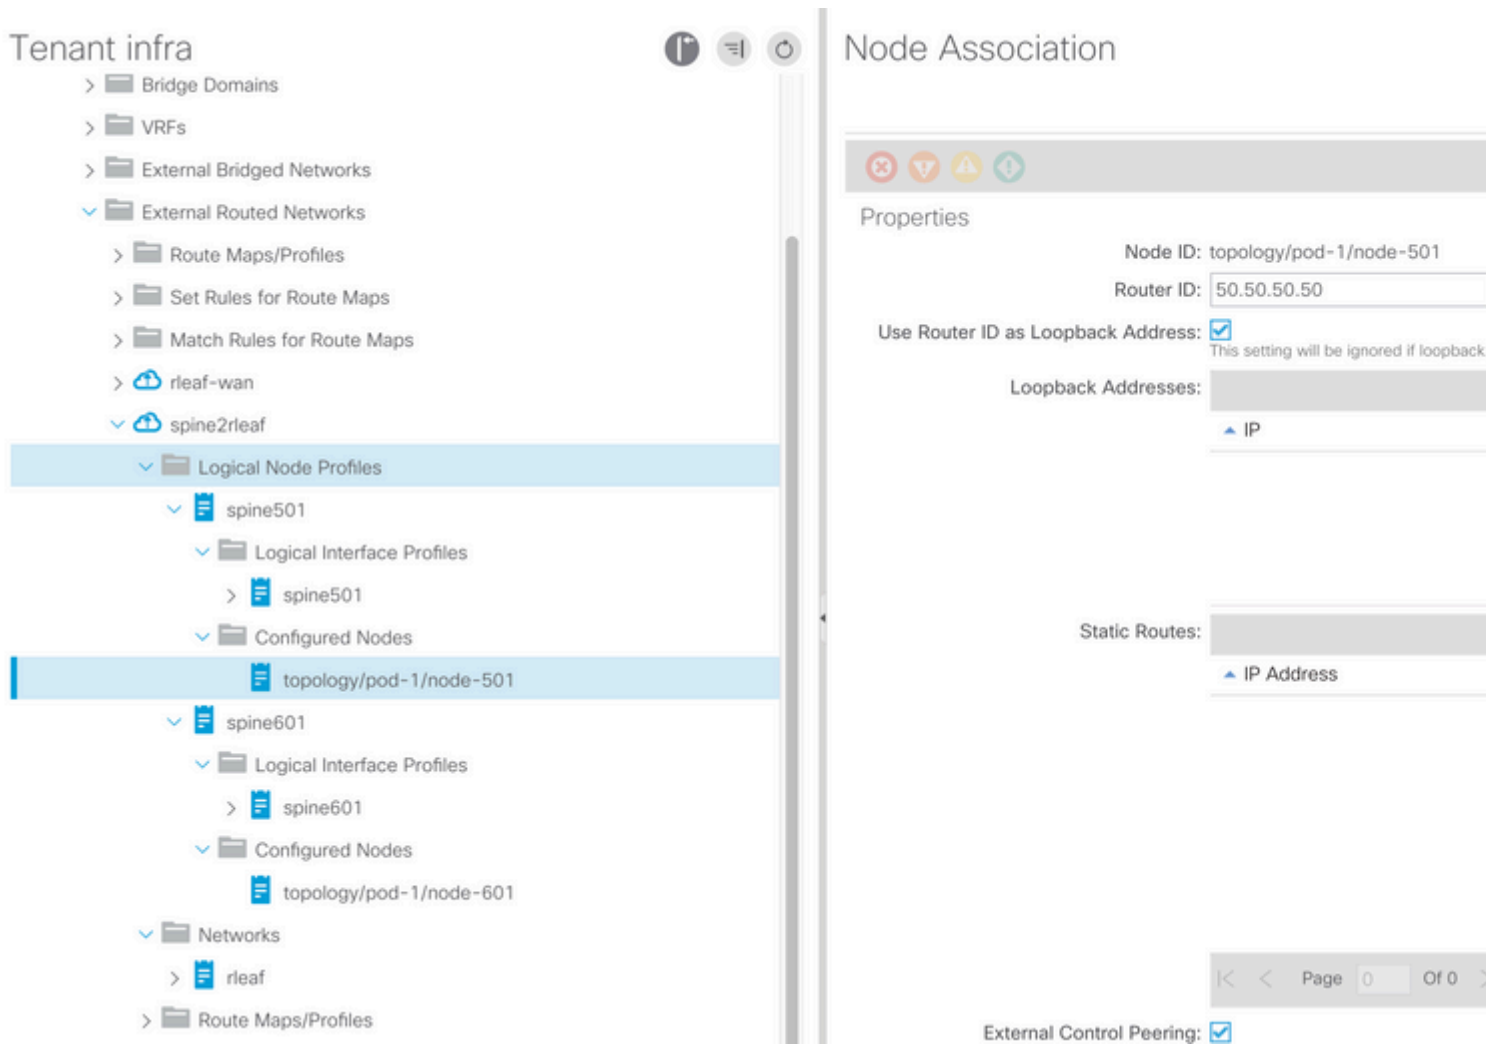 Tenant infra
Bridge Domains
VRFs
External Bridged Networks
External Routed Networks
Route Maps/Profiles
Set Rules for Route Maps
Match Rules for Route Maps
rleaf-wan
spine2rleaf
Logical Node Profiles
spine501
Logical Interface Profiles
spine501
Configured Nodes
topology/pod-1/node-501
spine601
Logical Interface Profiles
spine601
Configured Nodes
topology/pod-1/node-601
Networks
rleaf
Route Maps/Profiles
Node Association
Properties
Node ID: topology/pod-1/node-501
Router ID: 50.50.50.50
Use Router ID as Loopback Address:
This setting will be ignored if loopback
Loopback Addresses:
IP
Static Routes:
IP Address
Page 0 Of 0
External Control Peering: